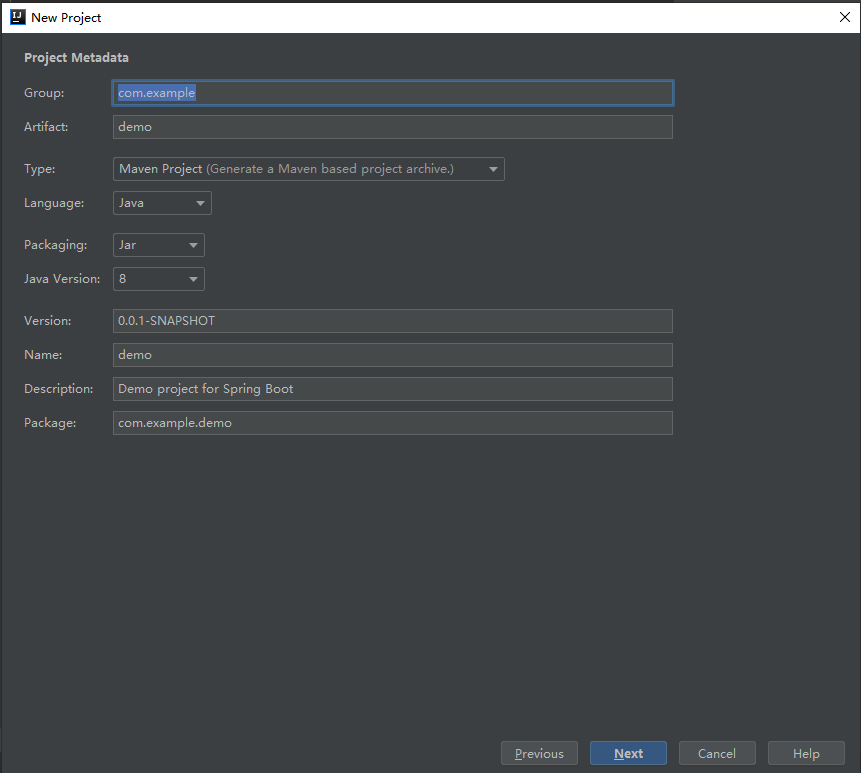 New Project
Project Metadata
Group: com.example
Artifact: demo
Type: Maven Project (Generate a Maven based project archive.)
Language: Java
Packaging: Jar
Java Version: 8
Version: 0.0.1-SNAPSHOT
Name: demo
Description: Demo project for Spring Boot
Package: com.example.demo
Previous Next Cancel Help